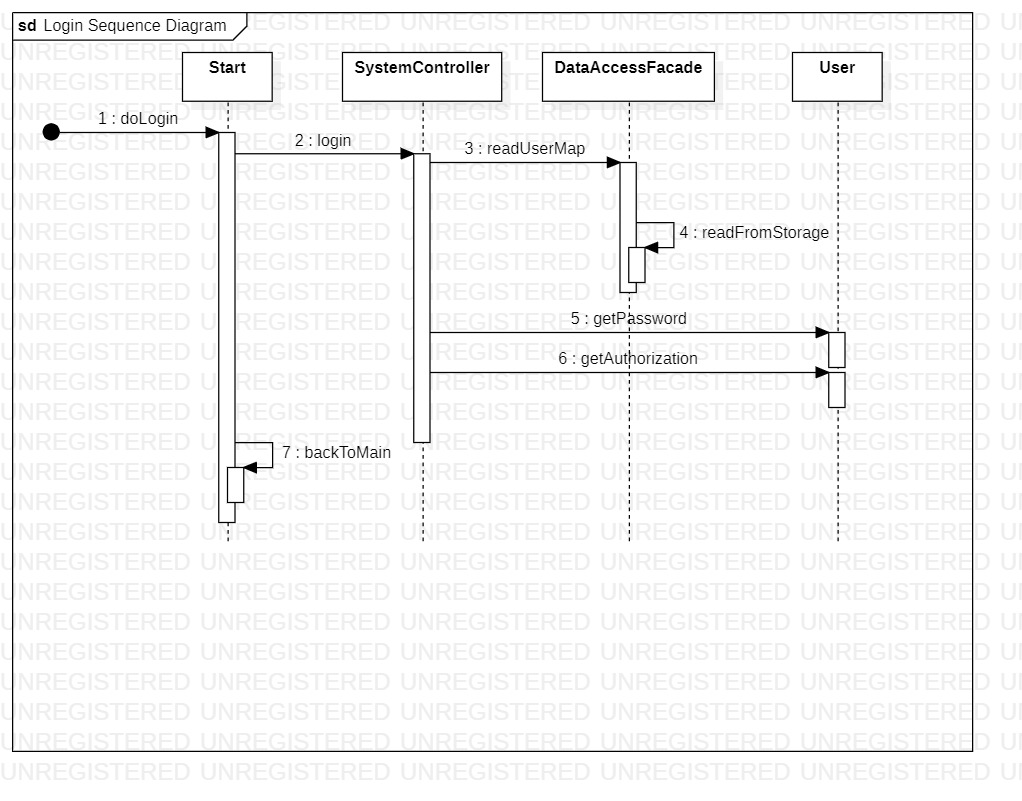 sd Login Sequence Diagram
Start
SystemController
DataAccessFacade
User
1 : doLogin
2 : login
3 : readUserMap
4 : readFromStorage
5 : getPassword
6 : getAuthorization
7 : backToMain
UNREGISTERED UNREGISTERED UNREGISTERED UNREGISTERED UNREGISTERED